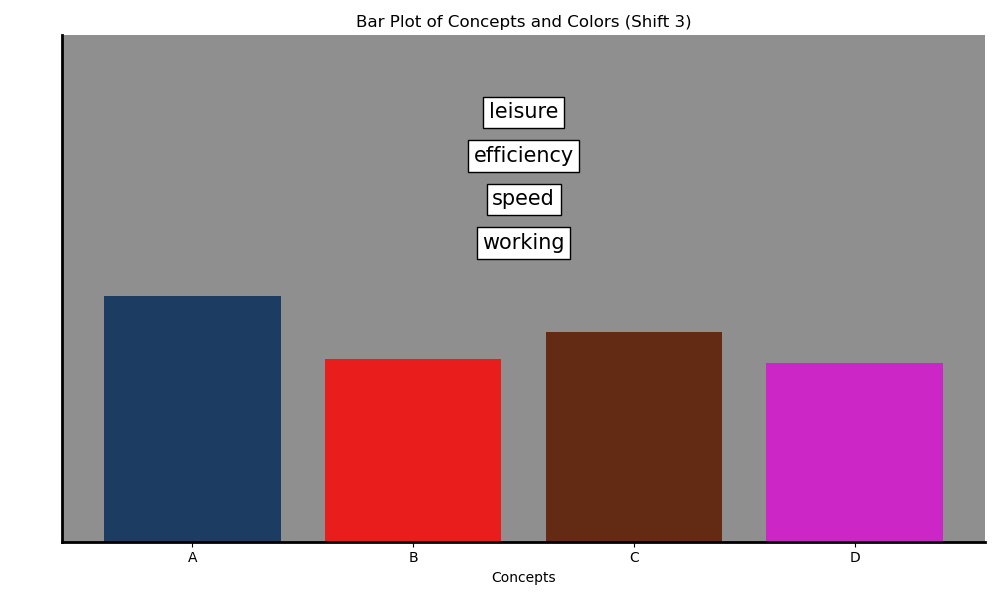 Bar Plot of Concepts and Colors (Shift 3)
leisure
efficiency
speed
working
A B C D
Concepts